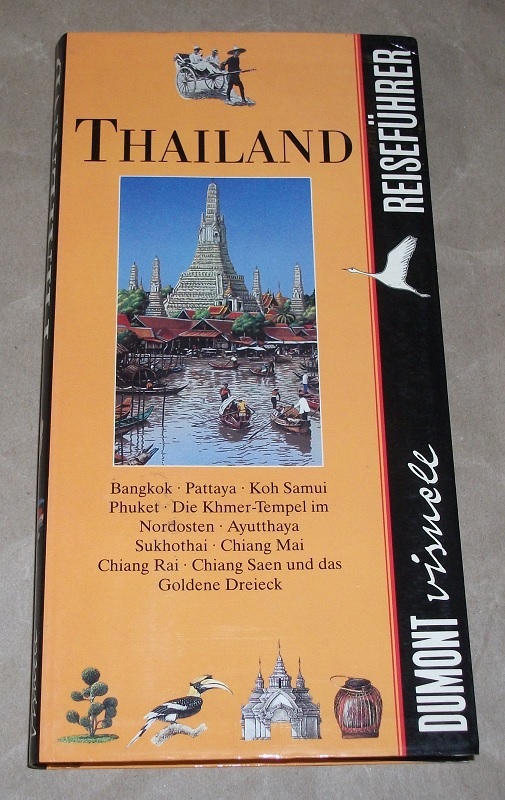 THAILAND
Bangkok · Pattaya · Koh Samui
Phuket · Die Khmer-Tempel im
Nordosten · Ayutthaya
Sukhothai · Chiang Mai
Chiang Rai · Chiang Saen und das
Goldene Dreieck
DUMONT visuell REISEFÜHRER